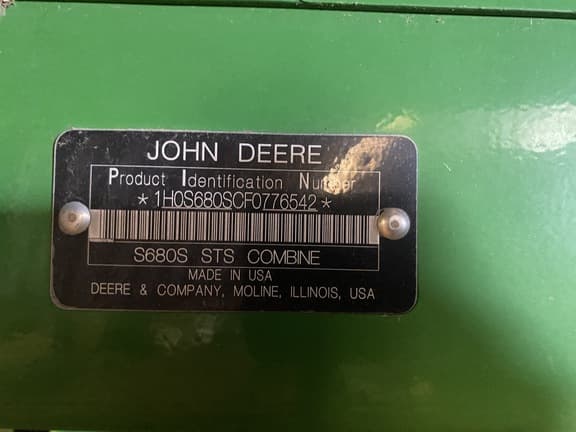 JOHN DEERE
Product Identification Number
*1H0S680SCF0776542*
S680S STS COMBINE
MADE IN USA
DEERE & COMPANY, MOLINE, ILLINOIS, USA